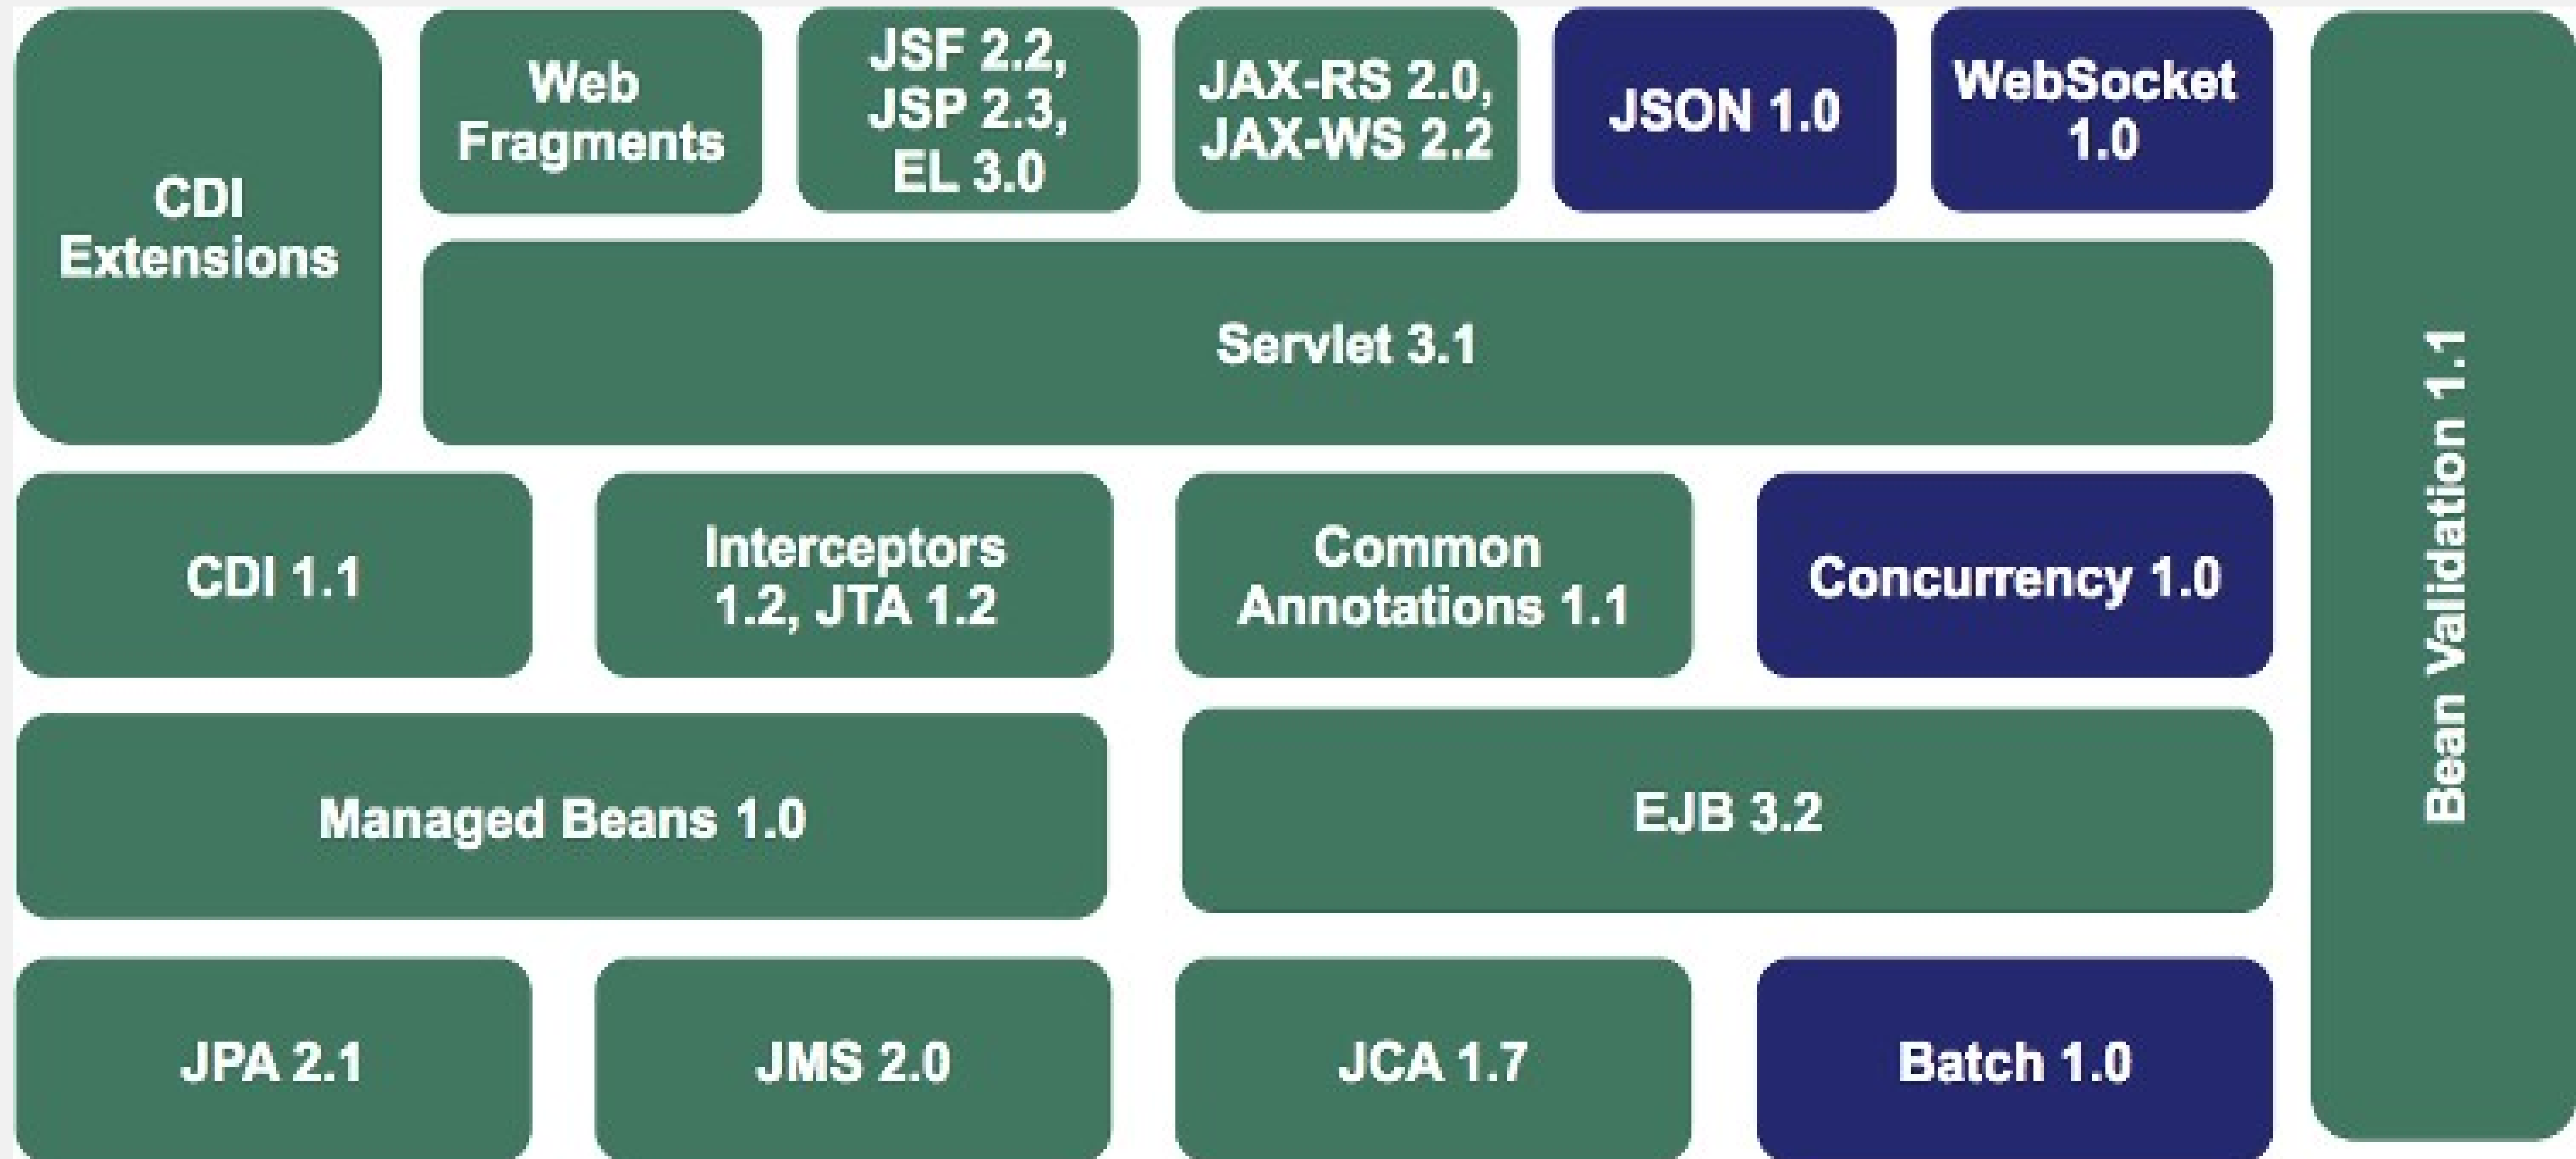 CDI
Extensions
Web
Fragments
JSF 2.2,
JSP 2.3,
EL 3.0
JAX-RS 2.0,
JAX-WS 2.2
JSON 1.0
WebSocket
1.0
Servlet 3.1
CDI 1.1
Interceptors
1.2, JTA 1.2
Common
Annotations 1.1
Concurrency 1.0
Managed Beans 1.0
EJB 3.2
JPA 2.1
JMS 2.0
JCA 1.7
Batch 1.0
Bean Validation 1.1